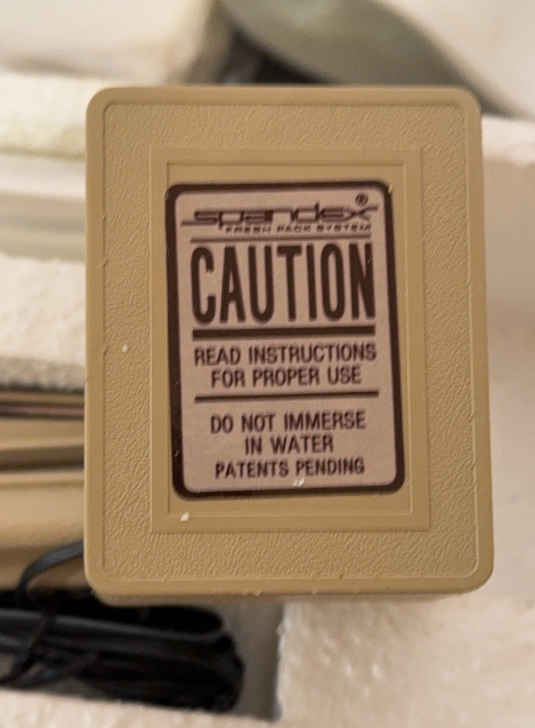 spandex®
FRESH PACK SYSTEM
CAUTION
READ INSTRUCTIONS
FOR PROPER USE
DO NOT IMMERSE
IN WATER
PATENTS PENDING